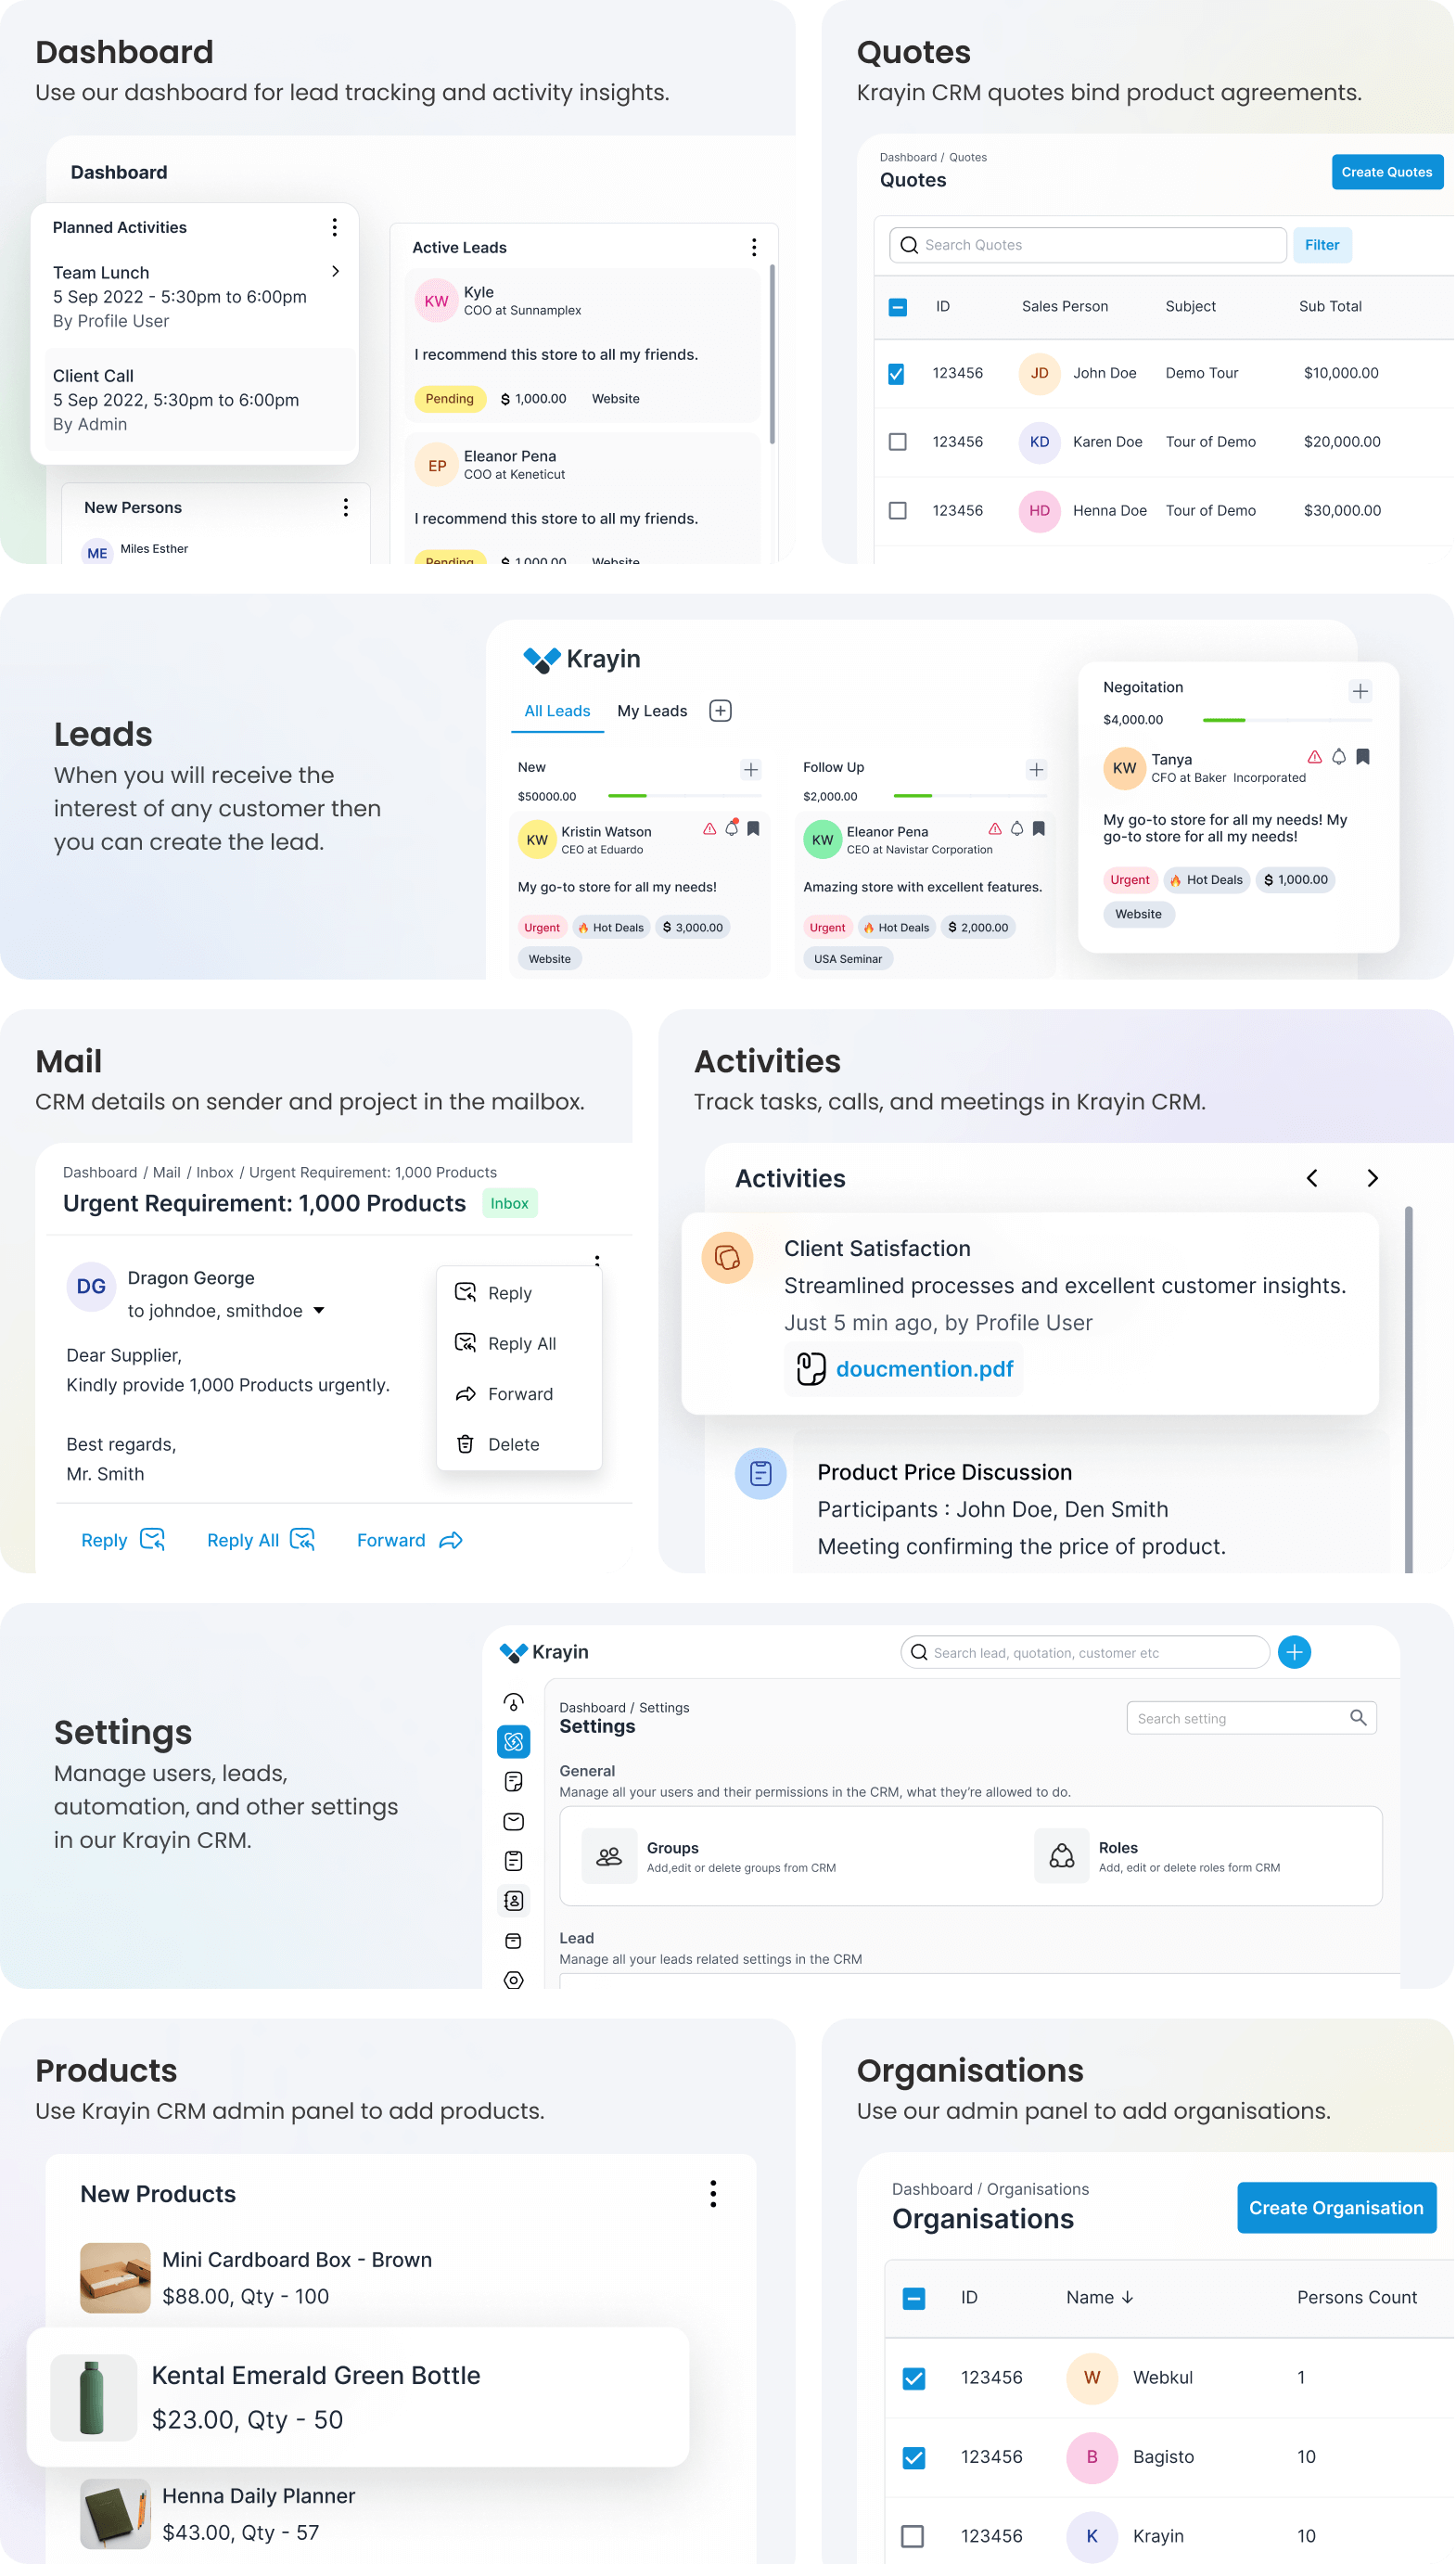 Dashboard
Use our dashboard for lead tracking and activity insights.
Dashboard
Planned Activities
Team Lunch
5 Sep 2022 - 5:30pm to 6:00pm
By Profile User
Client Call
5 Sep 2022, 5:30pm to 6:00pm
By Admin
New Persons
ME Miles Esther
Active Leads
KW Kyle
COO at Sunnamplex
I recommend this store to all my friends.
Pending $ 1,000.00 Website
EP Eleanor Pena
COO at Keneticut
I recommend this store to all my friends.
Pending $ 1,000.00 Website
Quotes
Krayin CRM quotes bind product agreements.
Dashboard / Quotes
Quotes
Create Quotes
Search Quotes Filter
ID Sales Person Subject Sub Total
123456 JD John Doe Demo Tour $10,000.00
123456 KD Karen Doe Tour of Demo $20,000.00
123456 HD Henna Doe Tour of Demo $30,000.00
Leads
When you will receive the
interest of any customer then
you can create the lead.
Krayin
All Leads My Leads
New
$50000.00
KW Kristin Watson
CEO at Eduardo
My go-to store for all my needs!
Urgent Hot Deals $ 3,000.00
Website
Follow Up
$2,000.00
KW Eleanor Pena
CEO at Navistar Corporation
Amazing store with excellent features.
Urgent Hot Deals $ 2,000.00
USA Seminar
Negoitation
$4,000.00
KW Tanya
CFO at Baker Incorporated
My go-to store for all my needs! My
go-to store for all my needs!
Urgent Hot Deals $ 1,000.00
Website
Mail
CRM details on sender and project in the mailbox.
Dashboard / Mail / Inbox / Urgent Requirement: 1,000 Products
Urgent Requirement: 1,000 Products Inbox
DG Dragon George
to johndoe, smithdoe
Dear Supplier,
Kindly provide 1,000 Products urgently.
Best regards,
Mr. Smith
Reply
Reply All
Forward
Delete
Reply Reply All Forward
Activities
Track tasks, calls, and meetings in Krayin CRM.
Activities
Client Satisfaction
Streamlined processes and excellent customer insights.
Just 5 min ago, by Profile User
doucmention.pdf
Product Price Discussion
Participants : John Doe, Den Smith
Meeting confirming the price of product.
Settings
Manage users, leads,
automation, and other settings
in our Krayin CRM.
Krayin
Search lead, quotation, customer etc
Dashboard / Settings
Settings
Search setting
General
Manage all your users and their permissions in the CRM, what they're allowed to do.
Groups
Add,edit or delete groups from CRM
Roles
Add, edit or delete roles form CRM
Lead
Manage all your leads related settings in the CRM
Products
Use Krayin CRM admin panel to add products.
New Products
Mini Cardboard Box - Brown
$88.00, Qty - 100
Kental Emerald Green Bottle
$23.00, Qty - 50
Henna Daily Planner
$43.00, Qty - 57
Organisations
Use our admin panel to add organisations.
Dashboard / Organisations
Organisations
Create Organisation
ID Name ↓ Persons Count
123456 W Webkul 1
123456 B Bagisto 10
123456 K Krayin 10